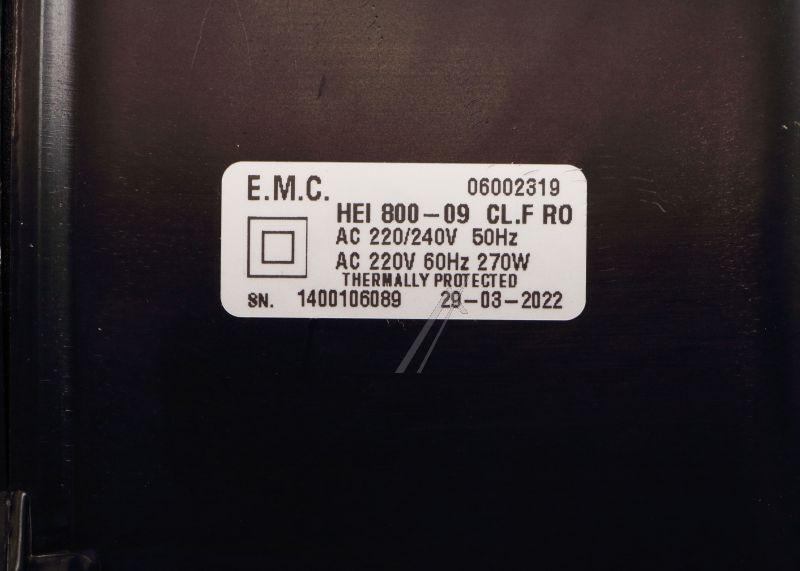 E.M.C. 06002319
HEI 800-09 CL.F RO
AC 220/240V 50Hz
AC 220V 60Hz 270W
THERMALLY PROTECTED
SN. 1400106089 29-03-2022